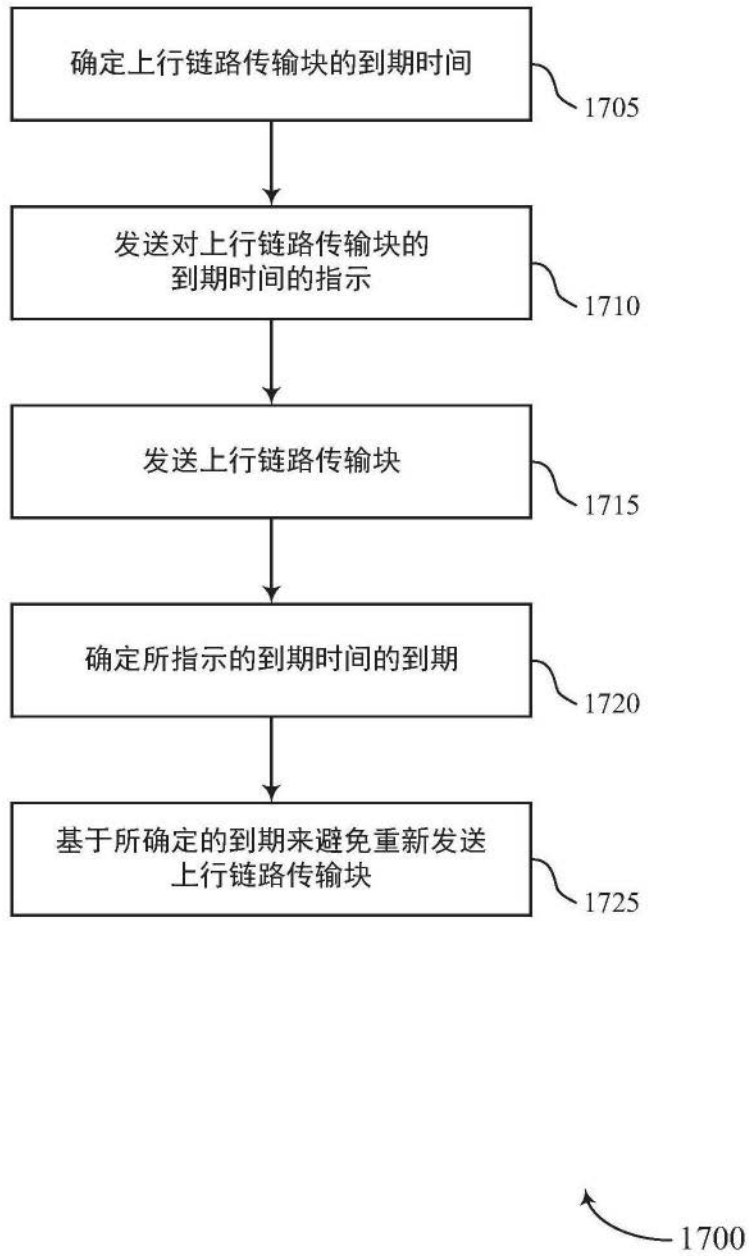 确定上行链路传输块的到期时间
1705
发送对上行链路传输块的
到期时间的指示
1710
发送上行链路传输块
1715
确定所指示的到期时间的到期
1720
基于所确定的到期来避免重新发送
上行链路传输块
1725
1700